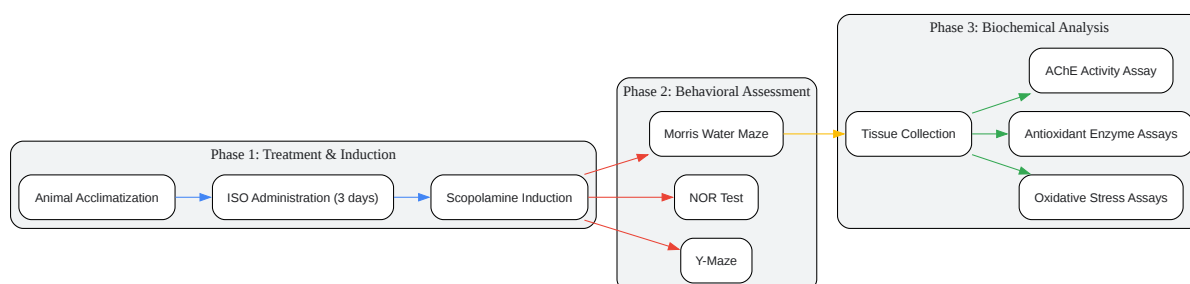 Phase 1: Treatment & Induction
Animal Acclimatization
ISO Administration (3 days)
Scopolamine Induction
Phase 2: Behavioral Assessment
Morris Water Maze
NOR Test
Y-Maze
Phase 3: Biochemical Analysis
Tissue Collection
AChE Activity Assay
Antioxidant Enzyme Assays
Oxidative Stress Assays